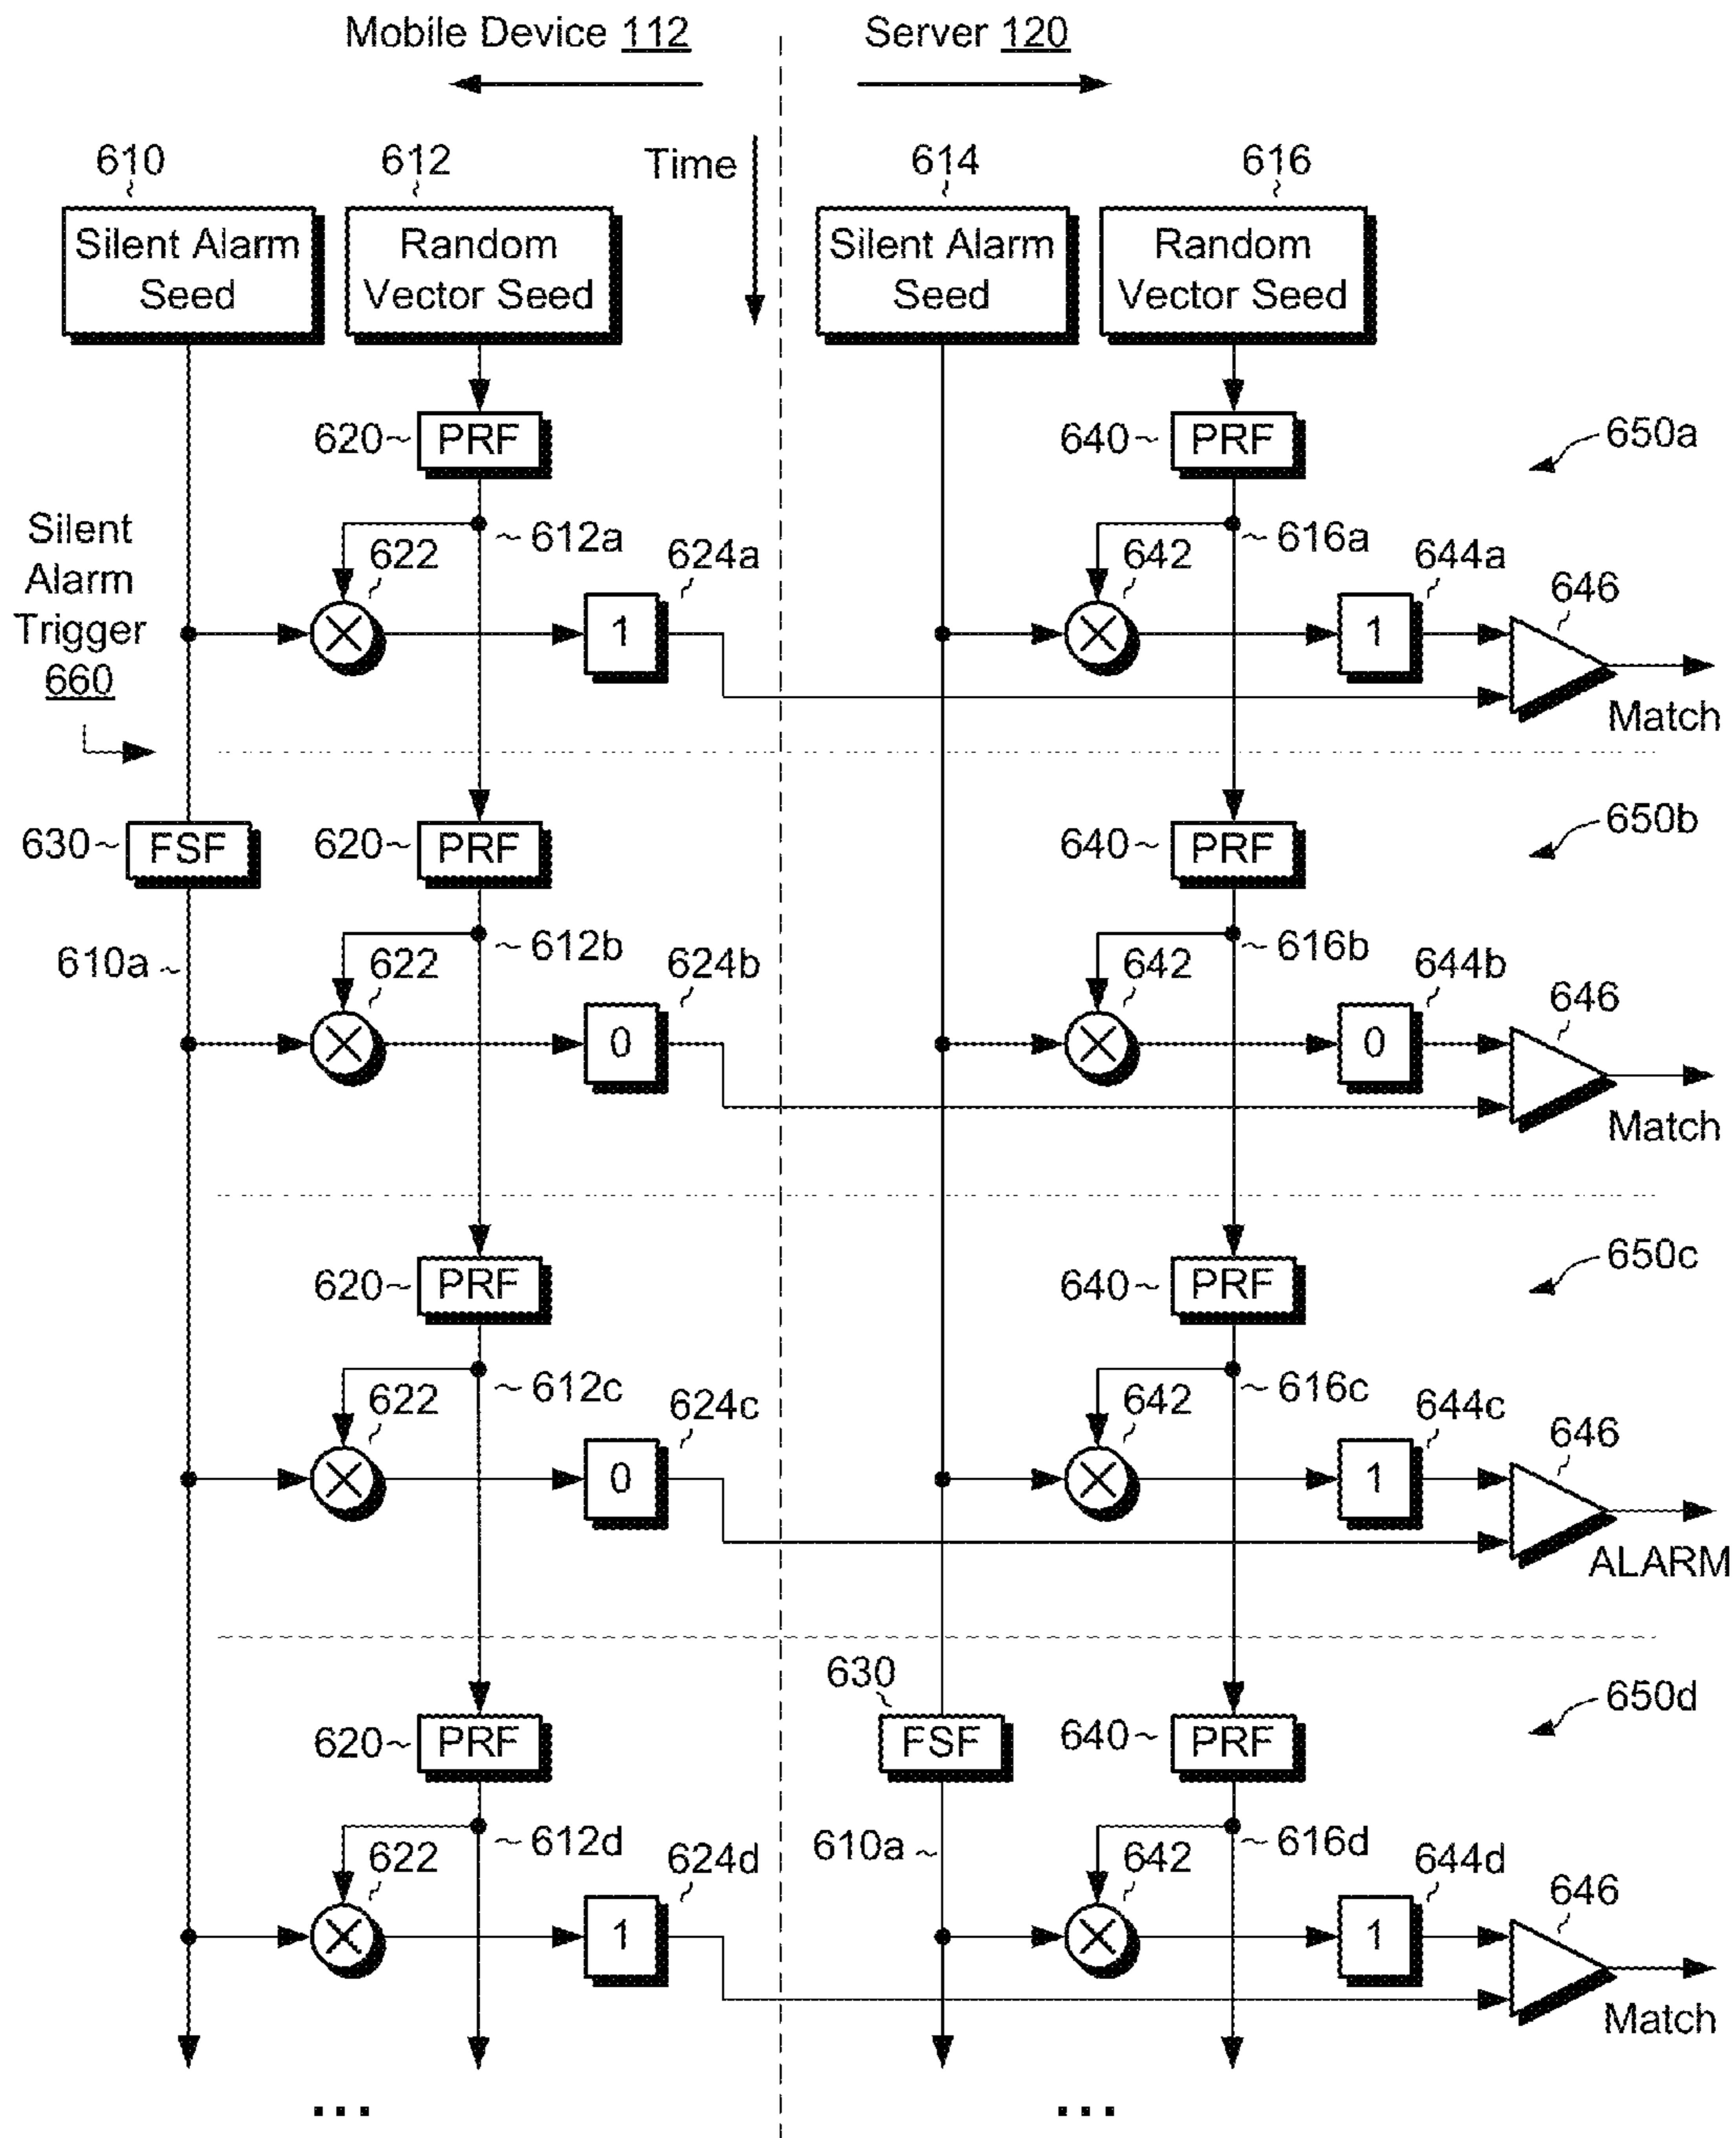 Mobile Device 112
Server 120
Time
610
612
614
616
Silent Alarm
Seed
Random
Vector Seed
Silent Alarm
Seed
Random
Vector Seed
620
PRF
640
PRF
650a
Silent
Alarm
Trigger
660
612a
622
624a
1
616a
642
644a
1
646
Match
630
FSF
620
PRF
640
PRF
650b
610a
612b
622
624b
0
616b
642
644b
0
646
Match
620
PRF
640
PRF
650c
612c
622
624c
0
616c
642
644c
1
646
ALARM
620
PRF
630
FSF
640
PRF
650d
612d
622
624d
1
610a
616d
642
644d
1
646
Match
...
...